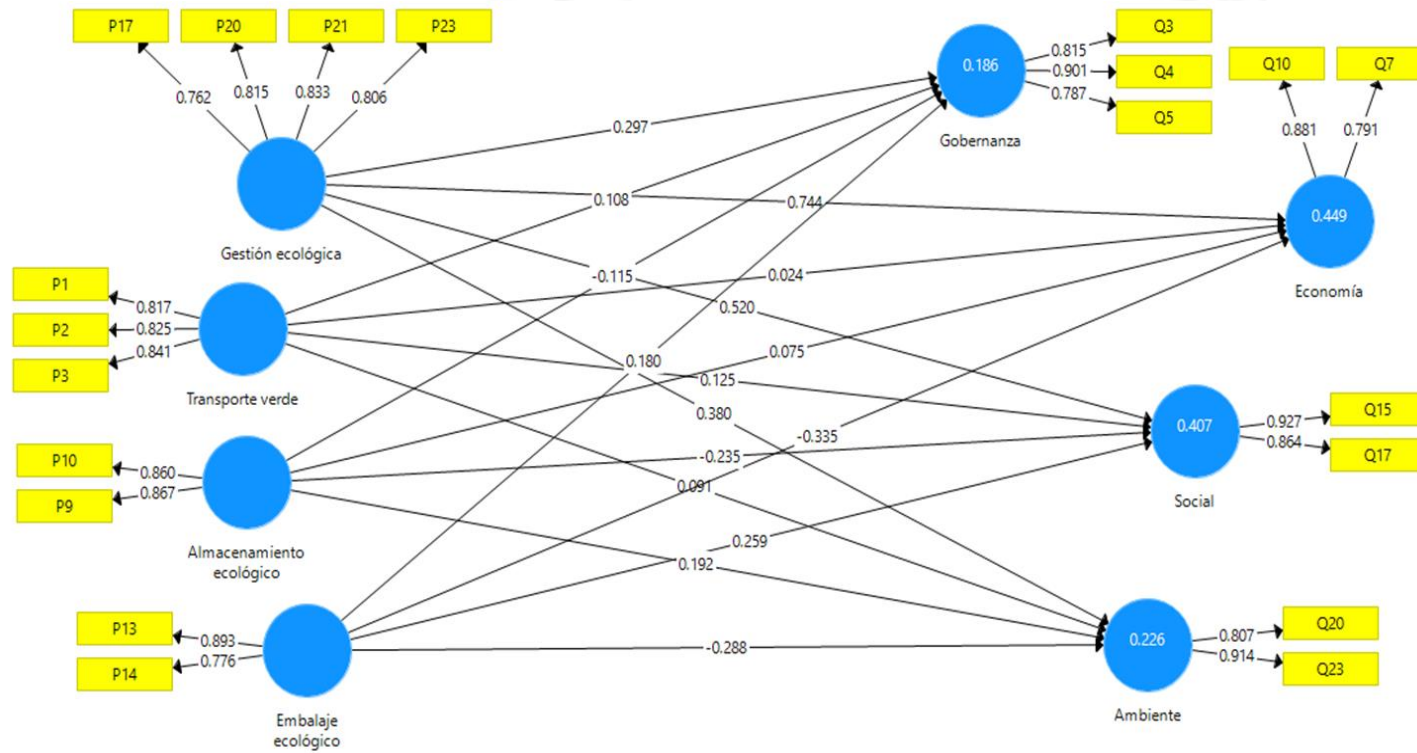 P17
P20
P21
P23
0.762
0.815
0.833
0.806
Gestión ecológica
P1
P2
P3
0.817
0.825
0.841
Transporte verde
P10
P9
0.860
0.867
Almacenamiento
ecológico
P13
P14
0.893
0.776
Embalaje
ecológico
0.297
0.108
0.744
-0.115
0.024
0.520
0.180
0.075
0.125
0.380
-0.335
-0.235
0.091
0.259
0.192
-0.288
0.186
Gobernanza
0.815
0.901
0.787
Q3
Q4
Q5
Q10
Q7
0.881
0.791
0.449
Economía
0.407
Social
0.927
0.864
Q15
Q17
0.226
Ambiente
0.807
0.914
Q20
Q23